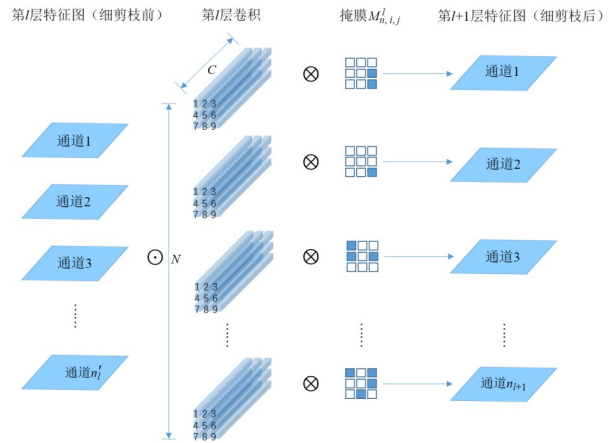 第l层特征图（细剪枝前）
第l层卷积
掩膜M^l_{n,i,j}
第l+1层特征图（细剪枝后）
C
N
通道1
通道2
通道3
······
通道n'_l
⊙
1 2 3
4 5 6
7 8 9
⊗
通道1
1 2 3
4 5 6
7 8 9
⊗
通道2
1 2 3
4 5 6
7 8 9
⊗
通道3
······
······
······
1 2 3
4 5 6
7 8 9
⊗
通道n_{l+1}